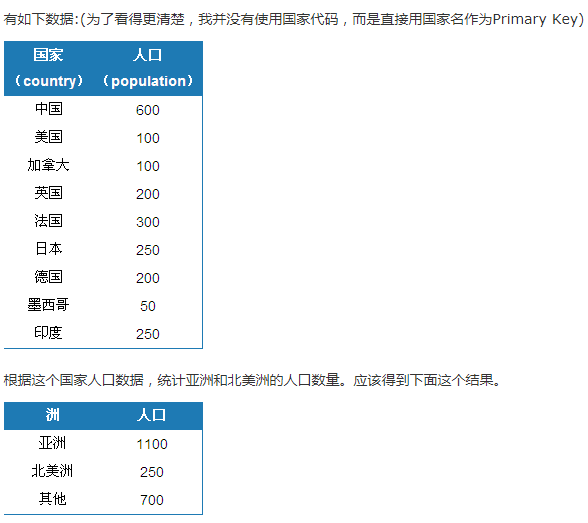 有如下数据:(为了看得更清楚，我并没有使用国家代码，而是直接用国家名作为Primary Key)
国家 人口
（country） （population）
中国 600
美国 100
加拿大 100
英国 200
法国 300
日本 250
德国 200
墨西哥 50
印度 250
根据这个国家人口数据，统计亚洲和北美洲的人口数量。应该得到下面这个结果。
洲 人口
亚洲 1100
北美洲 250
其他 700